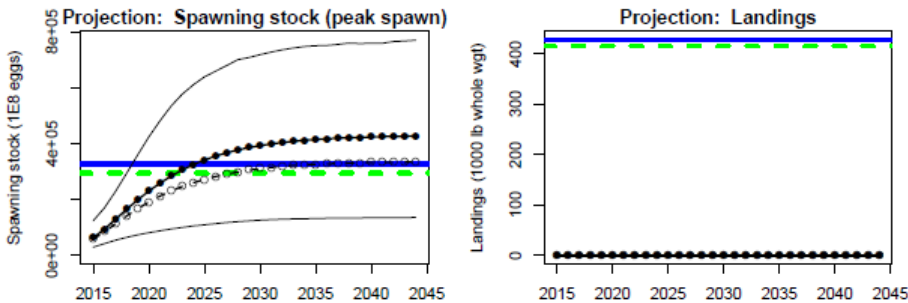 Projection:  Spawning stock (peak spawn)
Spawning stock (1E8 eggs)
8e+05
4e+05
0e+00
2015 2020 2025 2030 2035 2040 2045
Projection:  Landings
Landings (1000 lb whole wgt)
400
300
200
100
0
2015 2020 2025 2030 2035 2040 2045